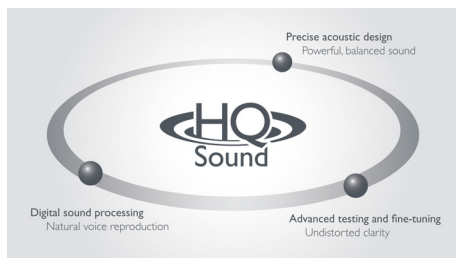 Precise acoustic design
Powerful, balanced sound
HQ
Sound
Digital sound processing
Natural voice reproduction
Advanced testing and fine-tuning
Undistorted clarity